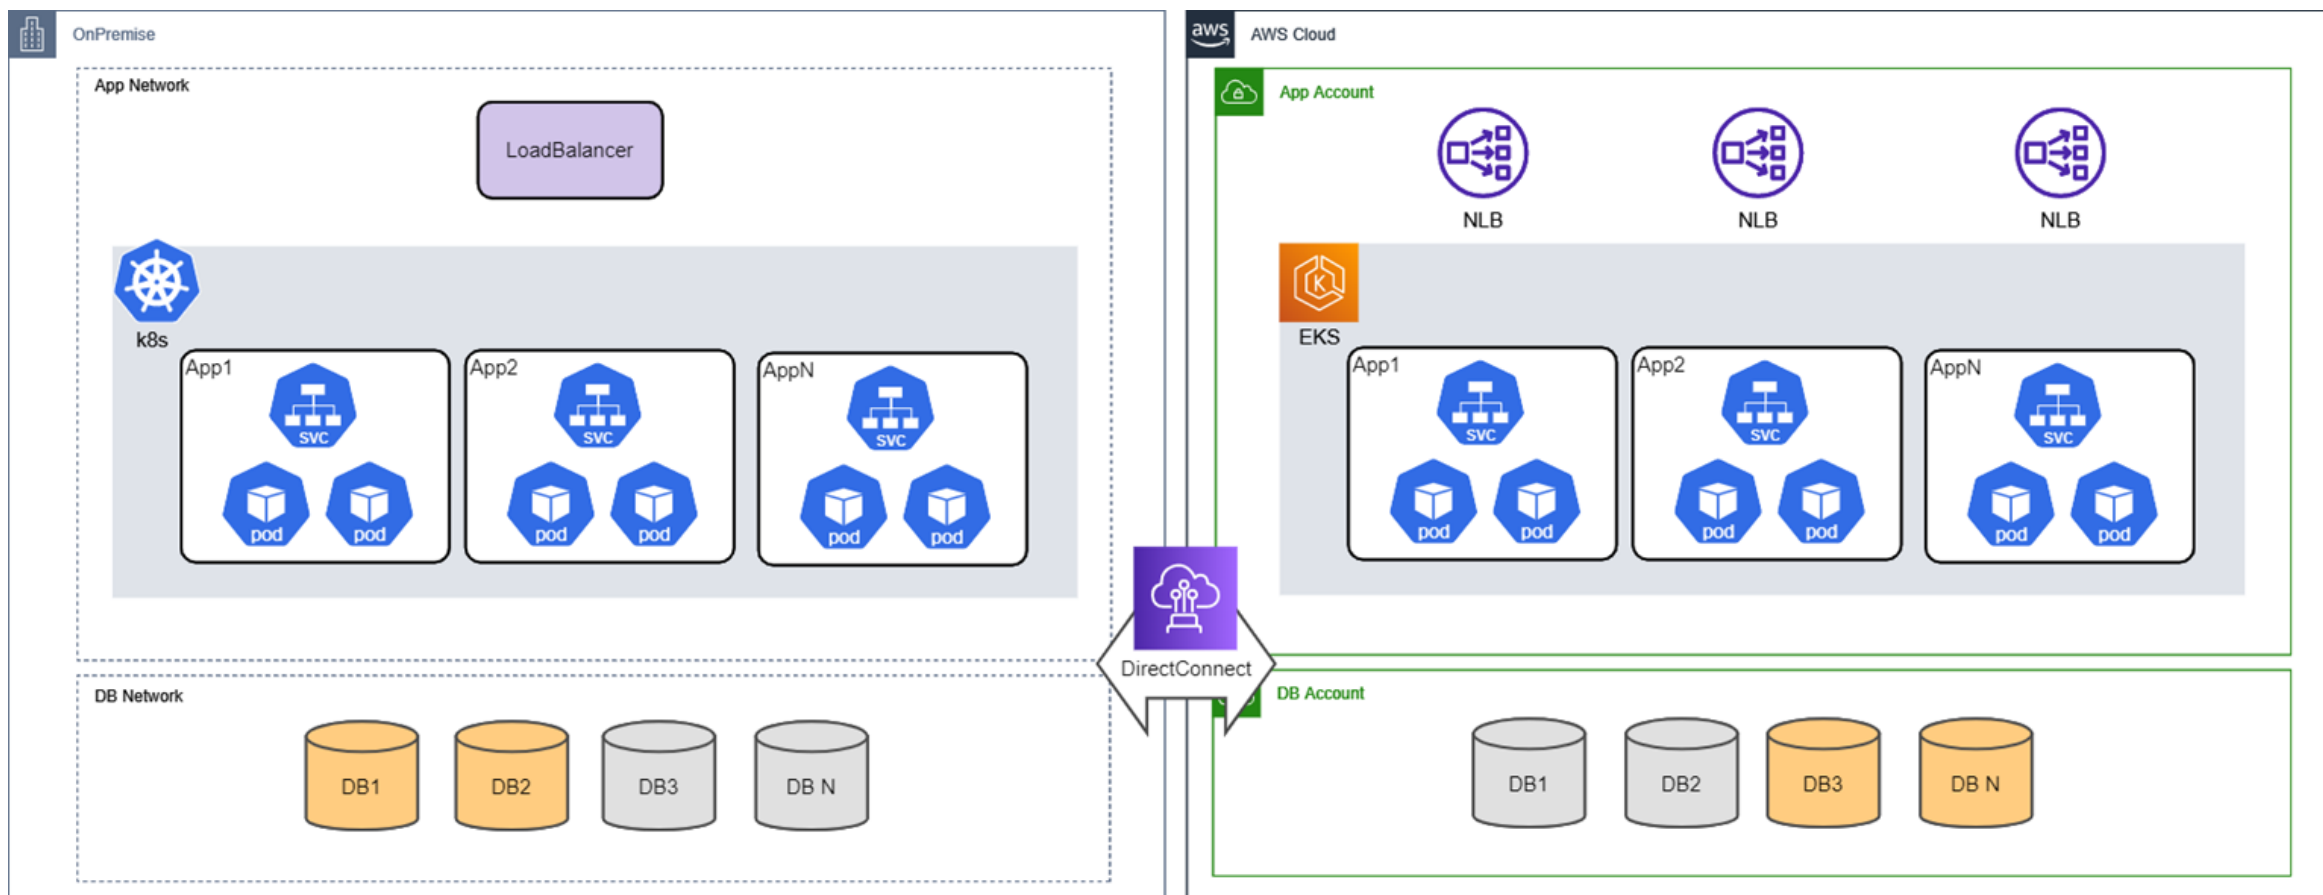 OnPremise
App Network
LoadBalancer
k8s
App1
svc
pod
pod
App2
svc
pod
pod
AppN
svc
pod
pod
DB Network
DB1
DB2
DB3
DB N
DirectConnect
aws
AWS Cloud
App Account
NLB
NLB
NLB
K
EKS
App1
svc
pod
pod
App2
svc
pod
pod
AppN
svc
pod
pod
DB Account
DB1
DB2
DB3
DB N